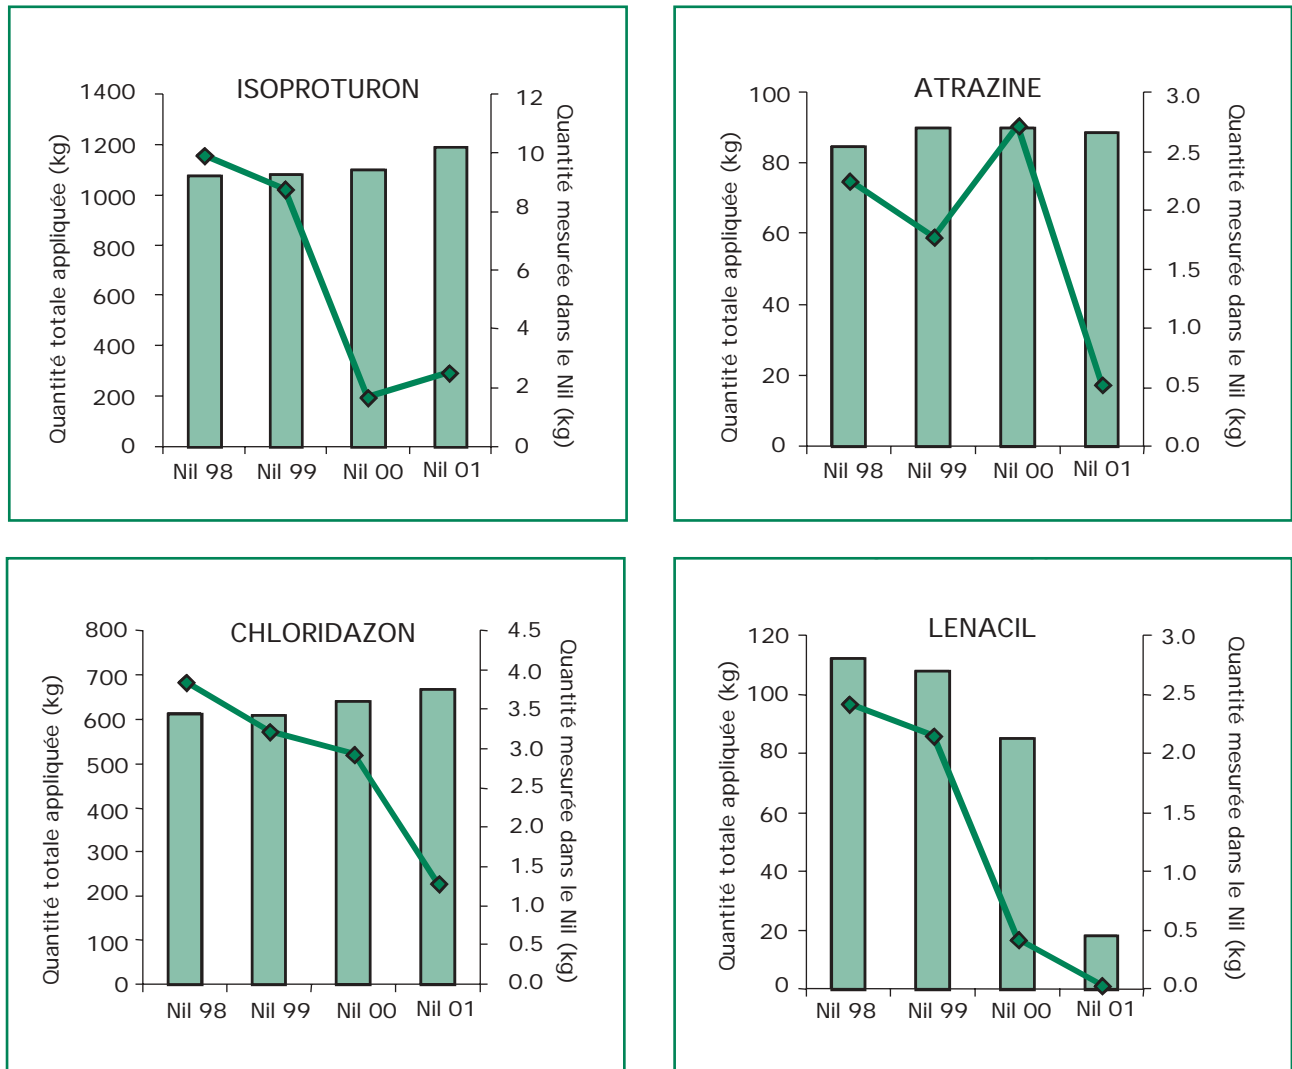 ISOPROTURON
Quantité totale appliquée (kg)
1400
1200
1000
800
600
400
200
0
12
10
8
6
4
2
0
Quantité mesurée dans le Nil (kg)
Nil 98
Nil 99
Nil 00
Nil 01
ATRAZINE
Quantité totale appliquée (kg)
100
80
60
40
20
0
3.0
2.5
2.0
1.5
1.0
0.5
0.0
Quantité mesurée dans le Nil (kg)
Nil 98
Nil 99
Nil 00
Nil 01
CHLORIDAZON
Quantité totale appliquée (kg)
800
700
600
500
400
300
200
100
0
4.5
4.0
3.5
3.0
2.5
2.0
1.5
1.0
0.5
0.0
Quantité mesurée dans le Nil (kg)
Nil 98
Nil 99
Nil 00
Nil 01
LENACIL
Quantité totale appliquée (kg)
120
100
80
60
40
20
0
3.0
2.5
2.0
1.5
1.0
0.5
0.0
Quantité mesurée dans le Nil (kg)
Nil 98
Nil 99
Nil 00
Nil 01